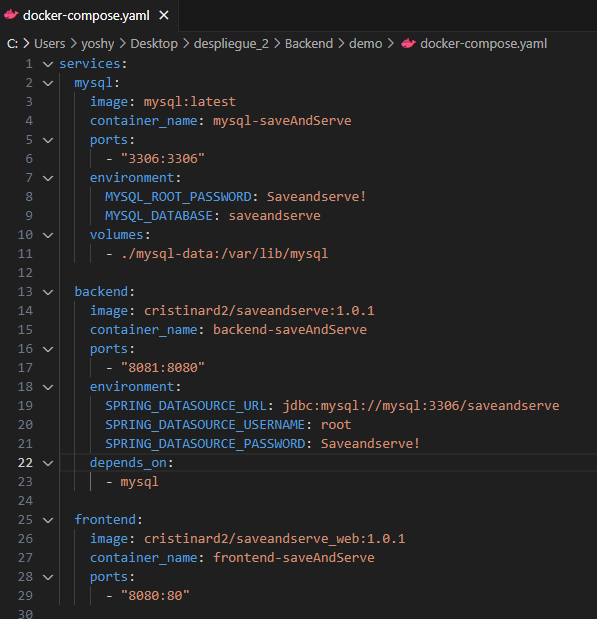 docker-compose.yaml
C: > Users > yoshy > Desktop > despliegue_2 > Backend > demo > docker-compose.yaml
1 services:
2 mysql:
3 image: mysql:latest
4 container_name: mysql-saveAndServe
5 ports:
6 - "3306:3306"
7 environment:
8 MYSQL_ROOT_PASSWORD: Saveandserve!
9 MYSQL_DATABASE: saveandserve
10 volumes:
11 - ./mysql-data:/var/lib/mysql
12
13 backend:
14 image: cristinard2/saveandserve:1.0.1
15 container_name: backend-saveAndServe
16 ports:
17 - "8081:8080"
18 environment:
19 SPRING_DATASOURCE_URL: jdbc:mysql://mysql:3306/saveandserve
20 SPRING_DATASOURCE_USERNAME: root
21 SPRING_DATASOURCE_PASSWORD: Saveandserve!
22 depends_on:
23 - mysql
24
25 frontend:
26 image: cristinard2/saveandserve_web:1.0.1
27 container_name: frontend-saveAndServe
28 ports:
29 - "8080:80"
30